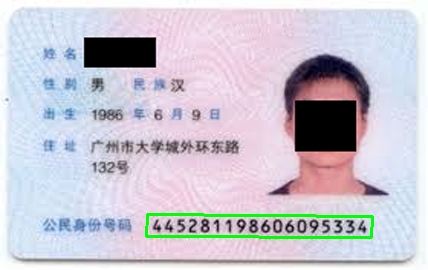 姓名
性别 男 民族 汉
出生 1986 年 6 月 9 日
住址 广州市大学城外环东路
132号
公民身份号码 445281198606095334